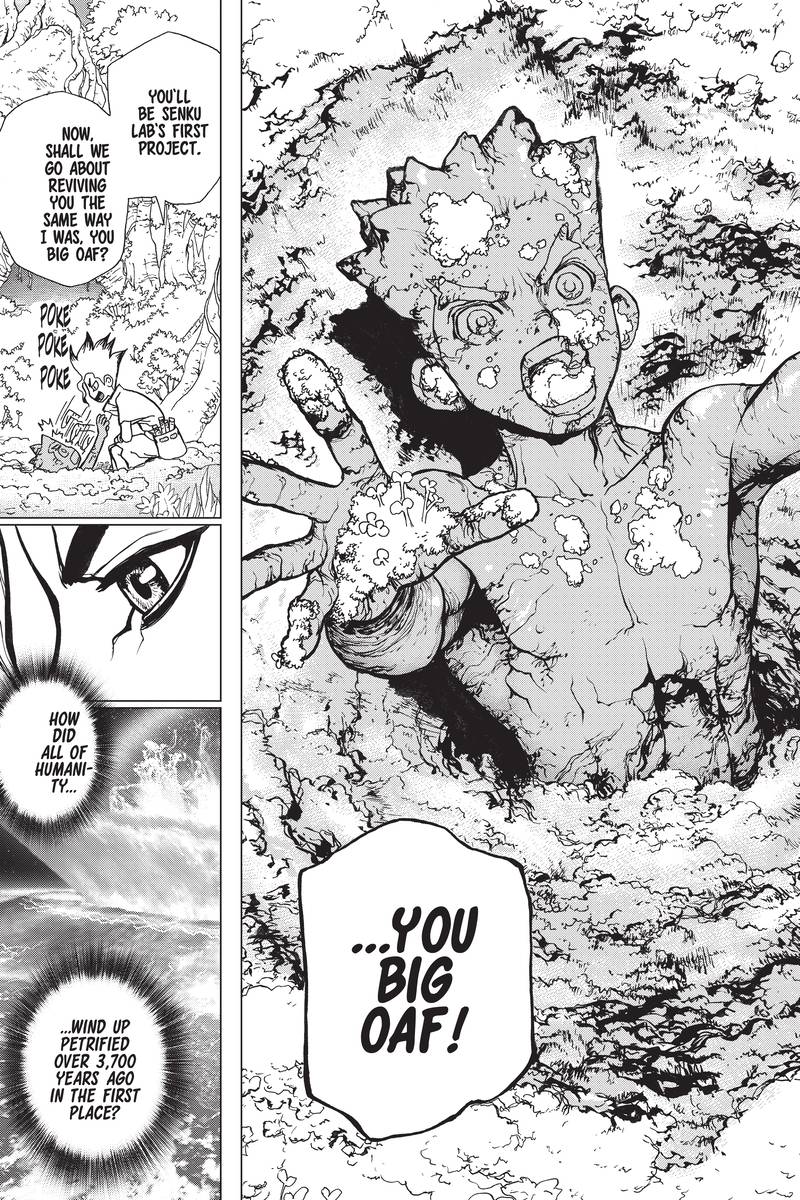 ...YOU
BIG
OAF!
YOU'LL
BE SENKU
LAB'S FIRST
PROJECT.
NOW,
SHALL WE
GO ABOUT
REVIVING
YOU THE
SAME WAY
I WAS, YOU
BIG OAF?
POKE
POKE
POKE
HOW
DID
ALL OF
HUMANI-
TY...
...WIND UP
PETRIFIED
OVER 3,700
YEARS AGO
IN THE FIRST
PLACE?